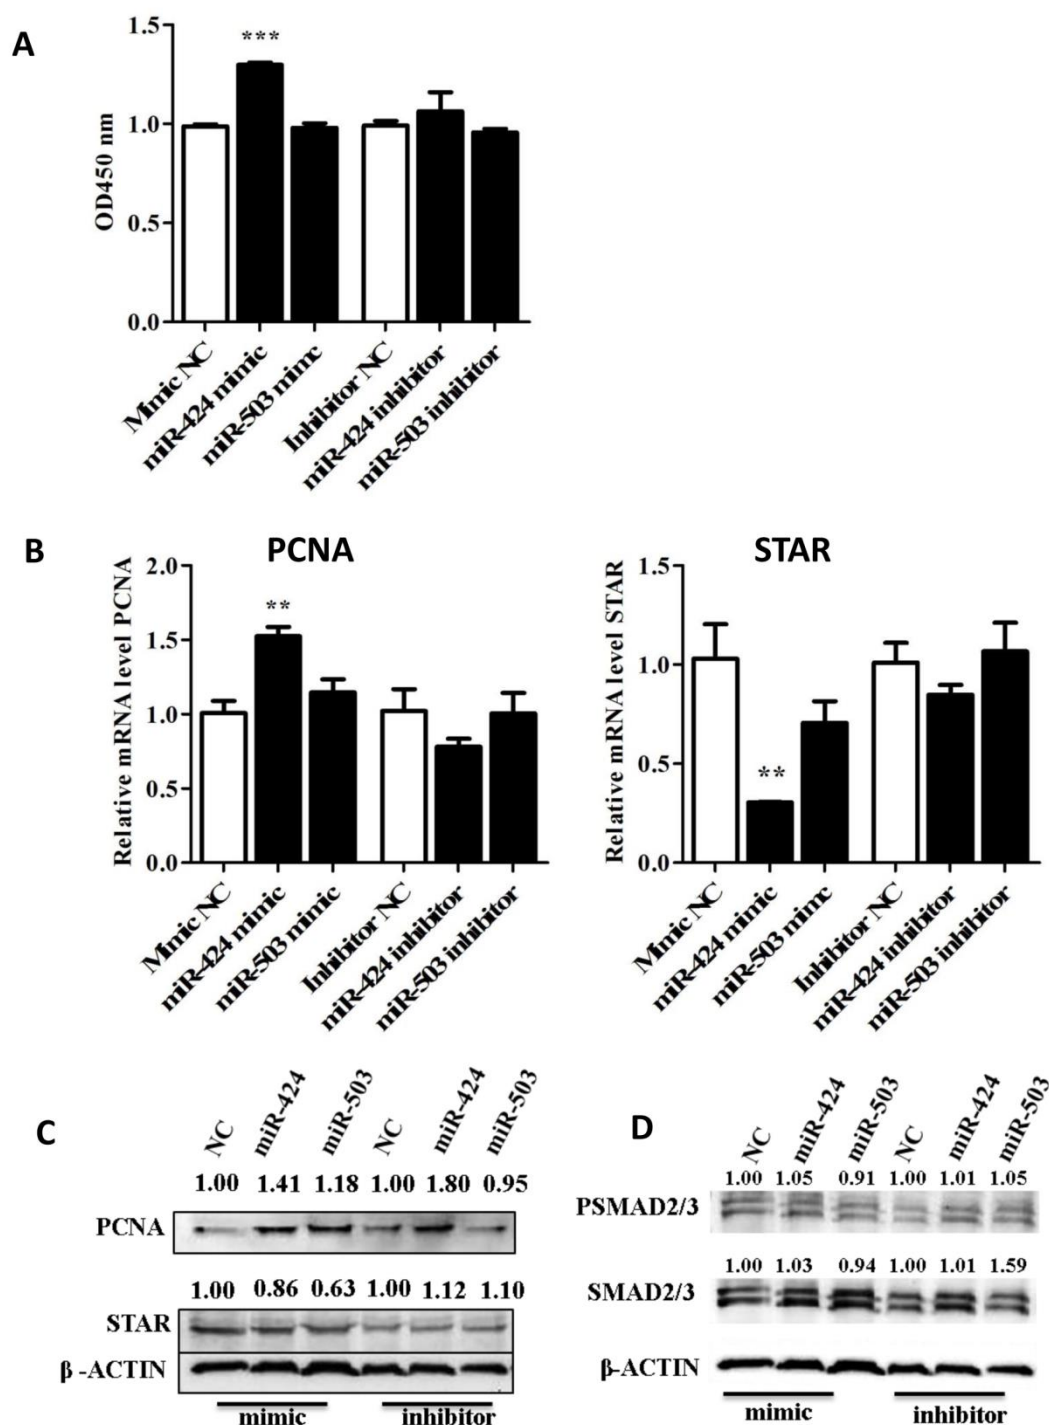 A
1.5
***
1.0
OD450 nm
0.5
0.0
Mimic NC
miR-424 mimic
miR-503 mimc
Inhibitor NC
miR-424 inhibitor
miR-503 inhibitor
B
PCNA
Relative mRNA level PCNA
2.0
**
1.5
1.0
0.5
0.0
Mimic NC
miR-424 mimic
miR-503 mimic
Inhibitor NC
miR-424 inhibitor
miR-503 inhibitor
STAR
Relative mRNA level STAR
1.5
1.0
**
0.5
0.0
Mimic NC
miR-424 mimic
miR-503 mimc
Inhibitor NC
miR-424 inhibitor
miR-503 inhibitor
C
NC miR-424 miR-503 NC miR-424 miR-503
1.00 1.41 1.18 1.00 1.80 0.95
PCNA
1.00 0.86 0.63 1.00 1.12 1.10
STAR
β -ACTIN
mimic inhibitor
D
NC miR-424 miR-503 NC miR-424 miR-503
1.00 1.05 0.91 1.00 1.01 1.05
PSMAD2/3
1.00 1.03 0.94 1.00 1.01 1.59
SMAD2/3
β-ACTIN
mimic inhibitor